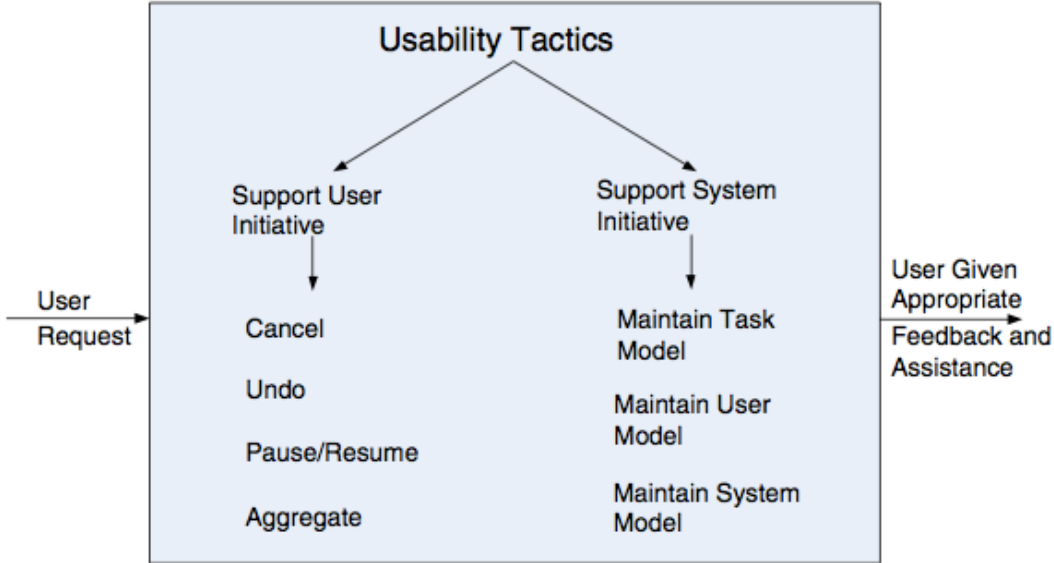 Usability Tactics
Support User
Initiative
Support System
Initiative
User
Request
Cancel
Undo
Pause/Resume
Aggregate
Maintain Task
Model
Maintain User
Model
Maintain System
Model
User Given
Appropriate
Feedback and
Assistance